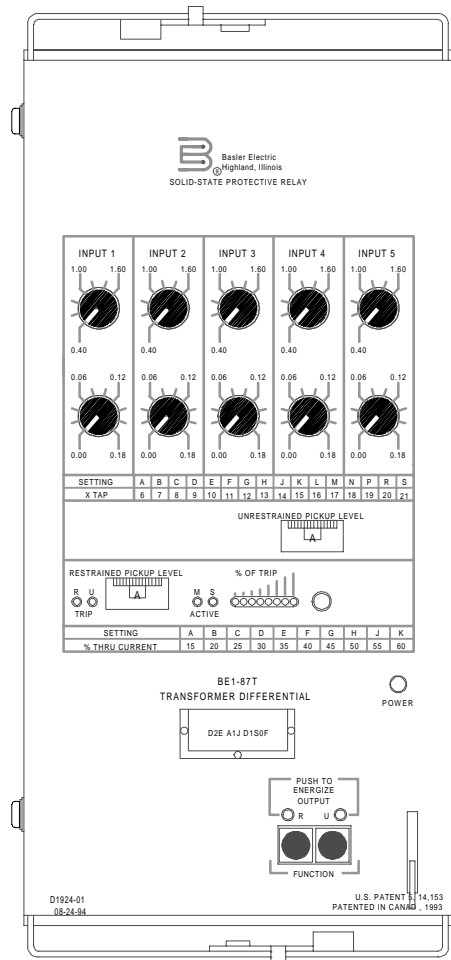 Basler Electric
Highland, Illinois
®
SOLID-STATE PROTECTIVE RELAY
INPUT 1 INPUT 2 INPUT 3 INPUT 4 INPUT 5
1.00 1.60 1.00 1.60 1.00 1.60 1.00 1.60 1.00 1.60
0.40 0.40 0.40 0.40 0.40
0.06 0.12 0.06 0.12 0.06 0.12 0.06 0.12 0.06 0.12
0.00 0.18 0.00 0.18 0.00 0.18 0.00 0.18 0.00 0.18
SETTING A B C D E F G H J K L M N P R S
X TAP 6 7 8 9 10 11 12 13 14 15 16 17 18 19 20 21
UNRESTRAINED PICKUP LEVEL
A
RESTRAINED PICKUP LEVEL % OF TRIP
R U A M S
TRIP ACTIVE
SETTING A B C D E F G H J K
% THRU CURRENT 15 20 25 30 35 40 45 50 55 60
BE1-87T
TRANSFORMER DIFFERENTIAL
POWER
D2E A1J D1S0F
PUSH TO
ENERGIZE
OUTPUT
R U
FUNCTION
D1924-01
08-24-94
U.S. PATENT 5, 14,153
PATENTED IN CANAD , 1993